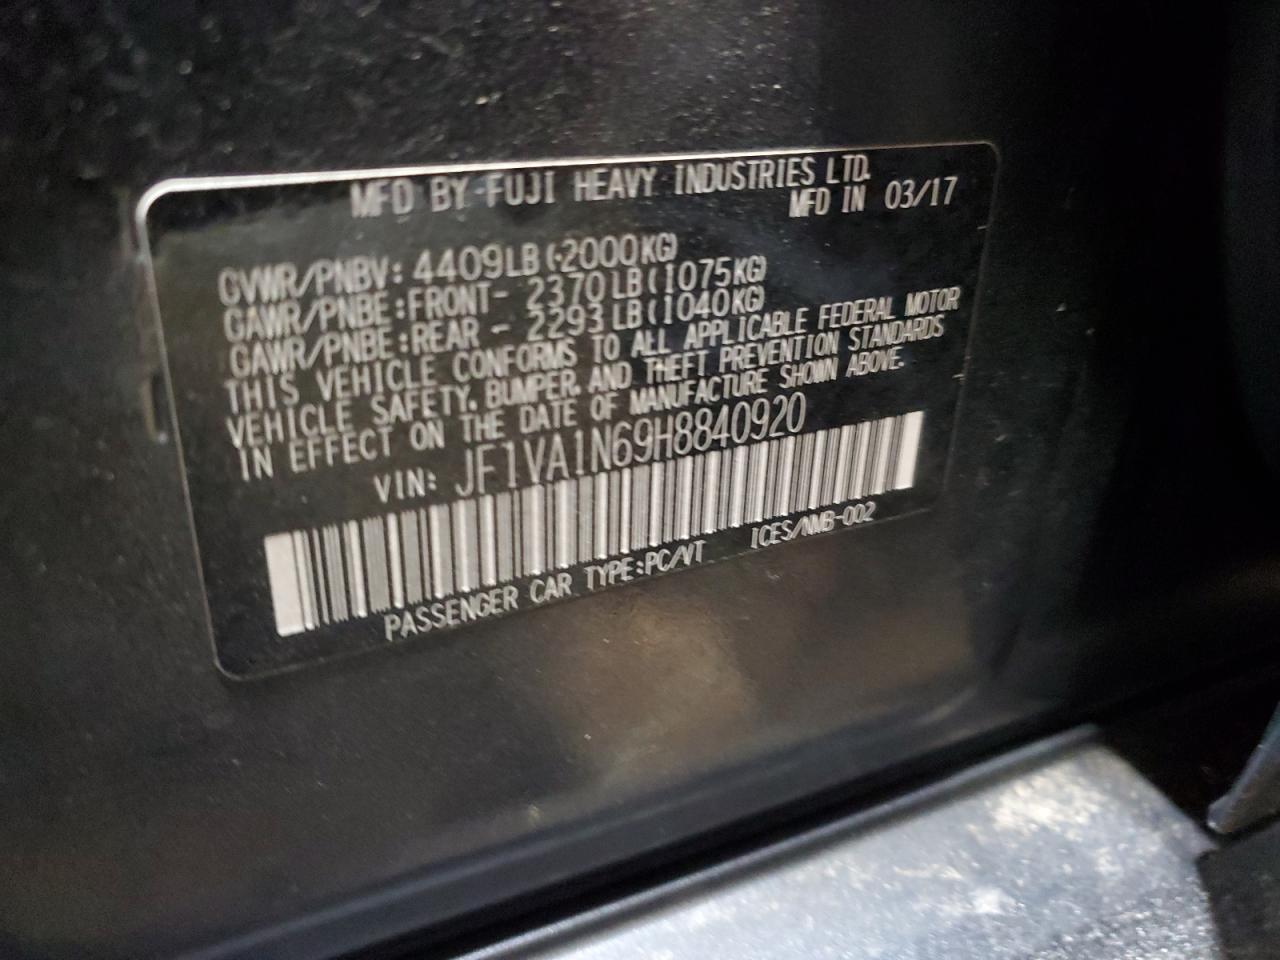 MFD BY FUJI HEAVY INDUSTRIES LTD.
MFD IN 03/17
GVWR/PNBV: 4409LB(2000KG)
GAWR/PNBE:FRONT- 2370LB(1075KG)
GAWR/PNBE:REAR - 2293LB(1040KG)
THIS VEHICLE CONFORMS TO ALL APPLICABLE FEDERAL MOTOR
VEHICLE SAFETY, BUMPER, AND THEFT PREVENTION STANDARDS
IN EFFECT ON THE DATE OF MANUFACTURE SHOWN ABOVE.
VIN: JF1VA1N69H8840920
PASSENGER CAR TYPE:PC/VT ICES/NMB-002